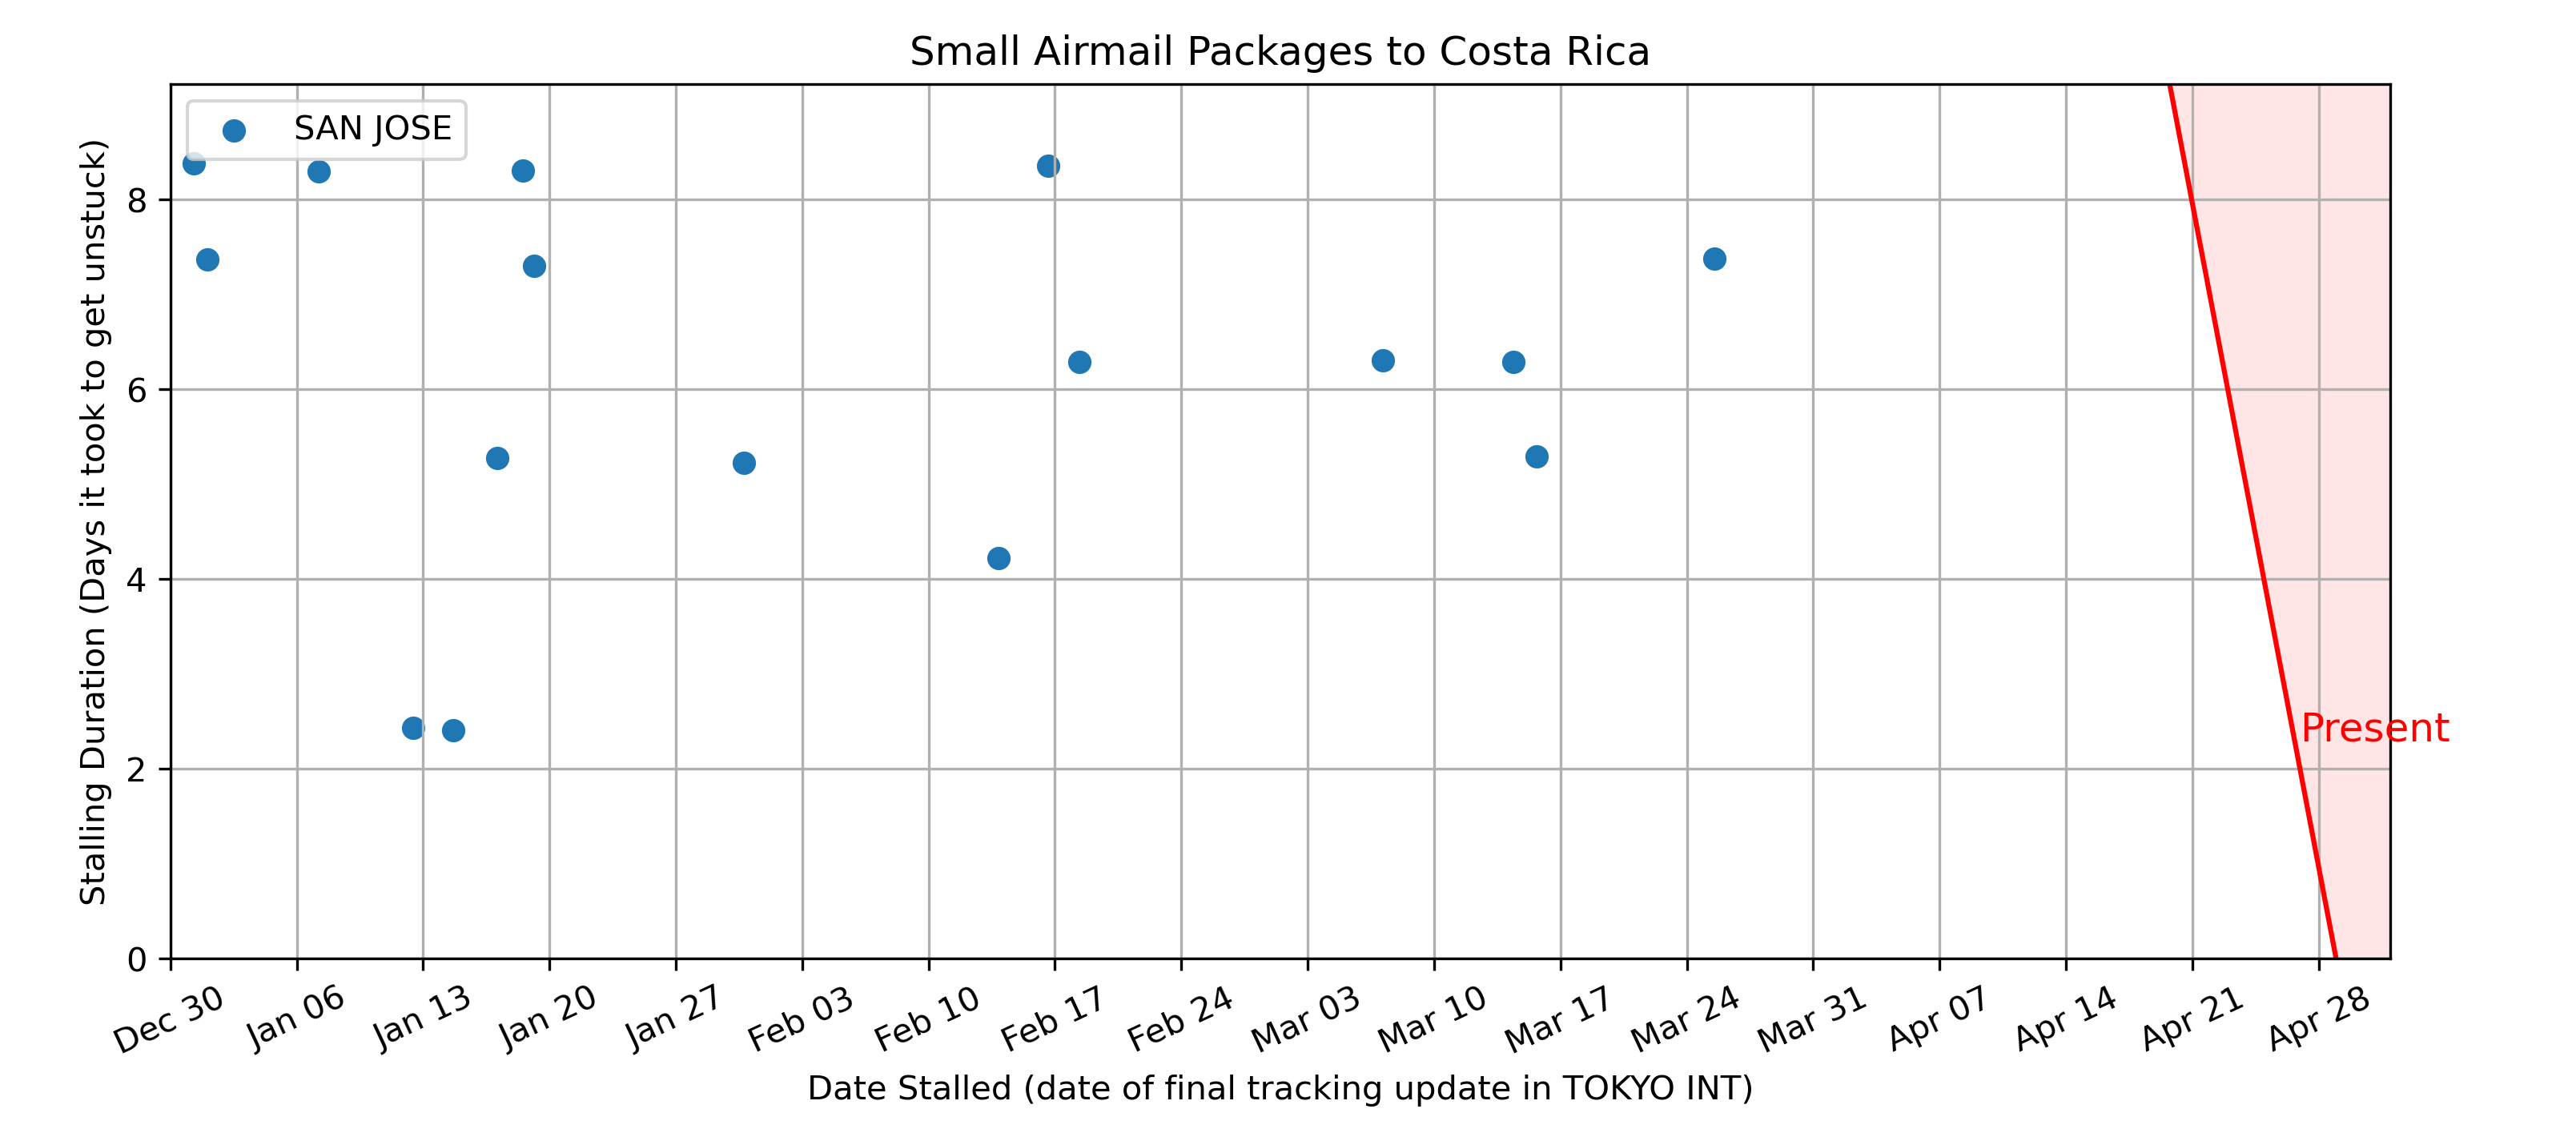 Small Airmail Packages to Costa Rica
SAN JOSE
Stalling Duration (Days it took to get unstuck)
8
6
4
2
0
Present
Dec 30
Jan 06
Jan 13
Jan 20
Jan 27
Feb 03
Feb 10
Feb 17
Feb 24
Mar 03
Mar 10
Mar 17
Mar 24
Mar 31
Apr 07
Apr 14
Apr 21
Apr 28
Date Stalled (date of final tracking update in TOKYO INT)